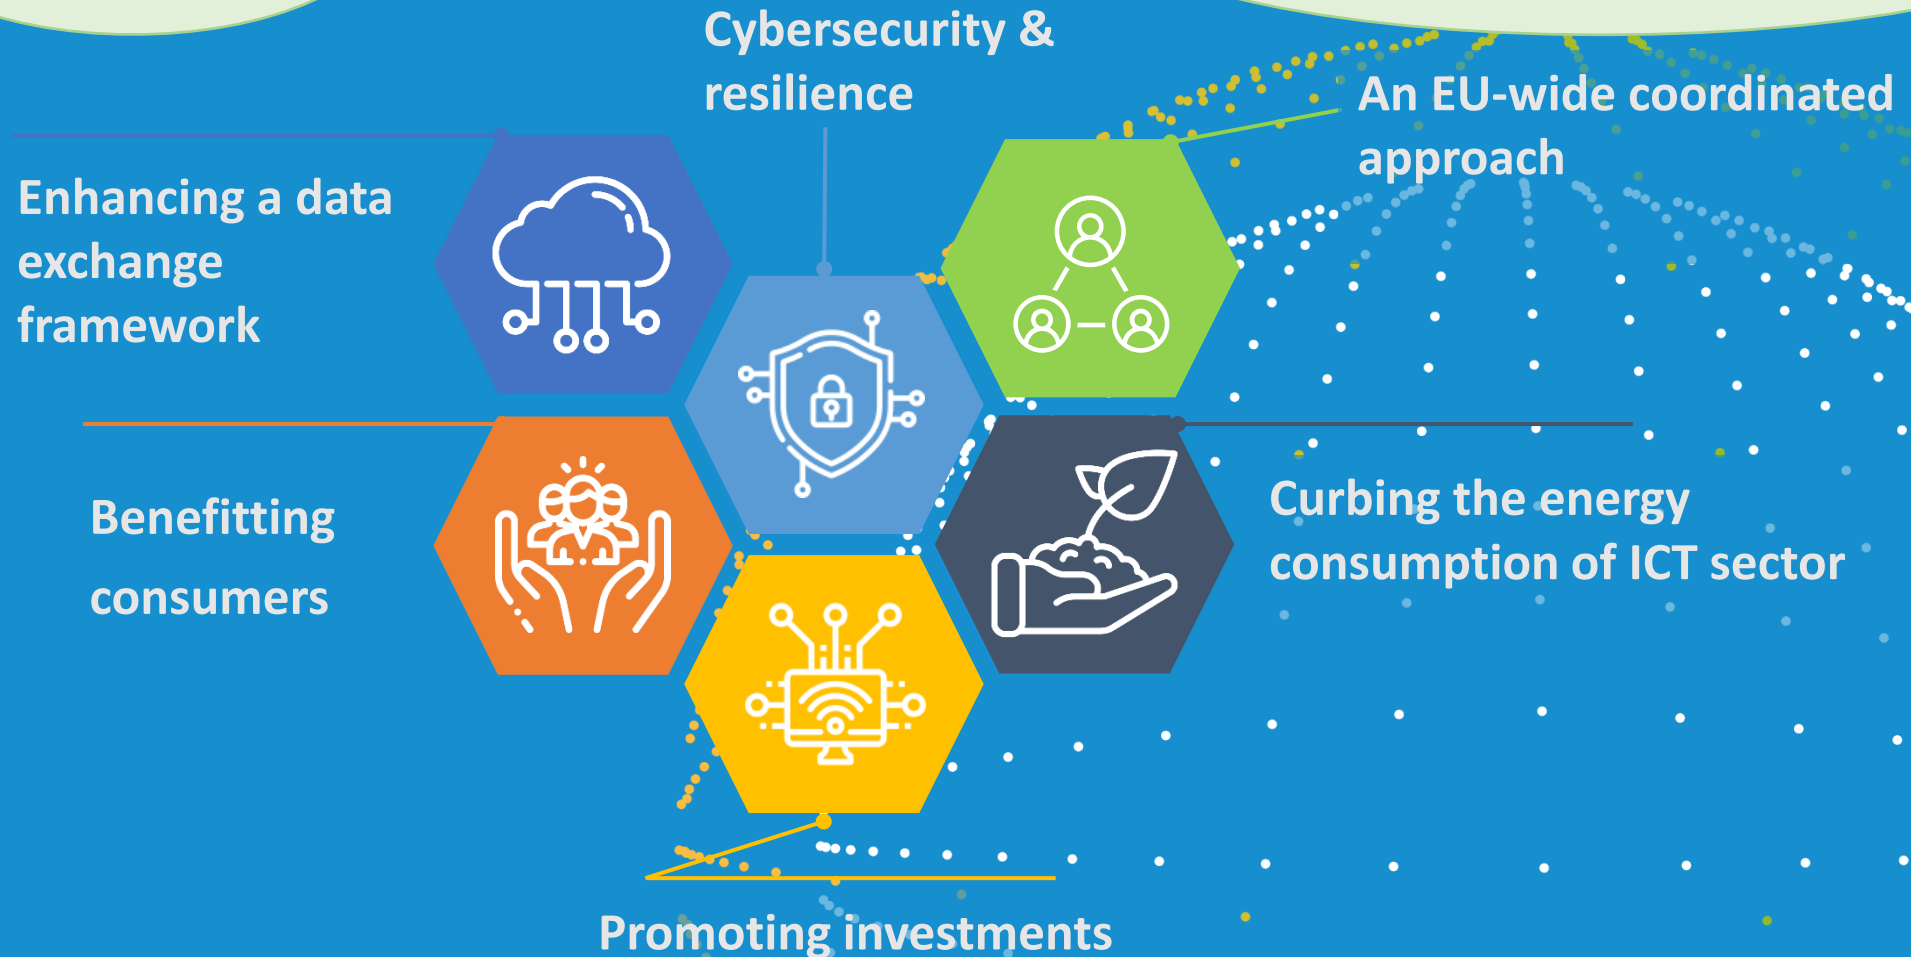 Cybersecurity &
resilience
An EU-wide coordinated
approach
Enhancing a data
exchange
framework
Benefitting
consumers
Curbing the energy
consumption of ICT sector
Promoting investments